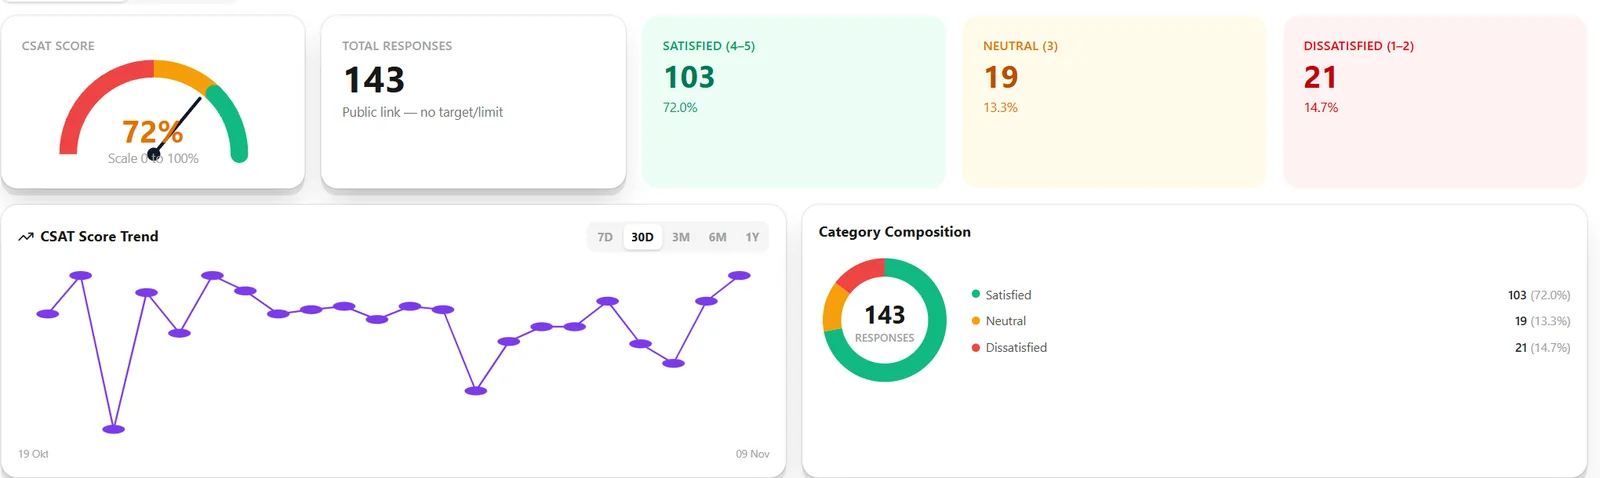 CSAT SCORE
72%
Scale 0 to 100%
TOTAL RESPONSES
143
Public link — no target/limit
SATISFIED (4–5)
103
72.0%
NEUTRAL (3)
19
13.3%
DISSATISFIED (1–2)
21
14.7%
CSAT Score Trend
7D 30D 3M 6M 1Y
19 Okt
09 Nov
Category Composition
143
RESPONSES
Satisfied 103 (72.0%)
Neutral 19 (13.3%)
Dissatisfied 21 (14.7%)